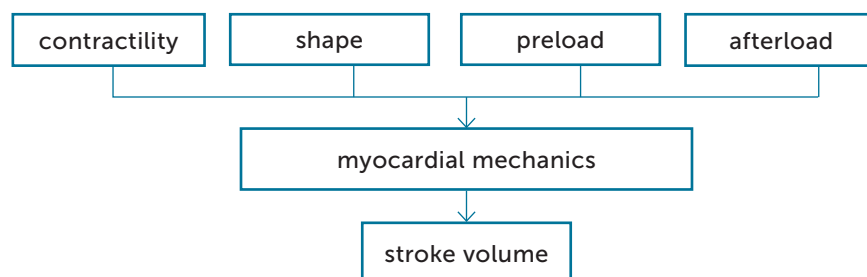 contractility
shape
preload
afterload
myocardial mechanics
stroke volume